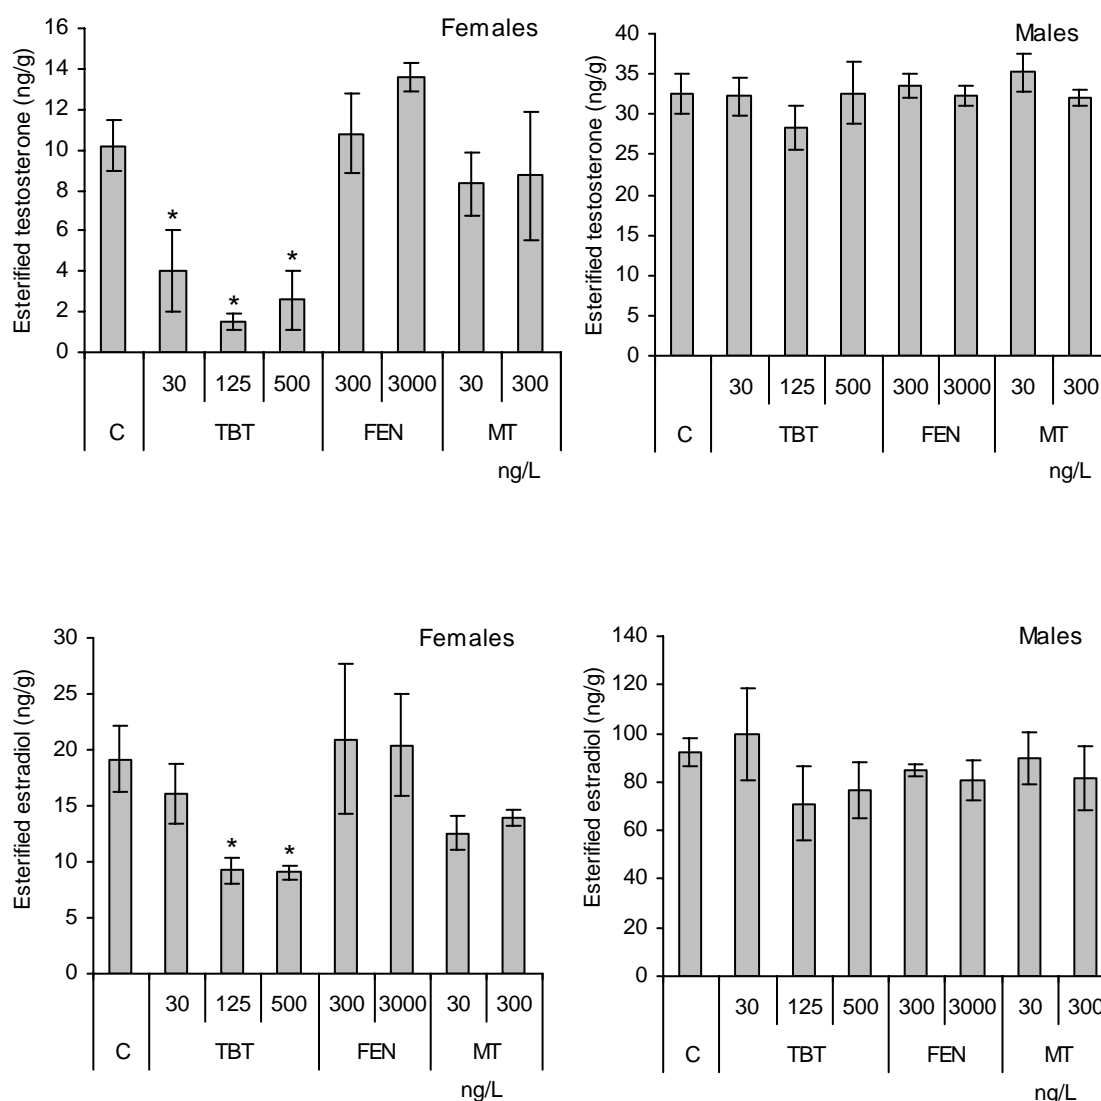 Females
Esterified testosterone (ng/g)
16
14
12
10
8
6
4
2
0
*
*
*
30 125 500 300 3000 30 300
C TBT FEN MT
ng/L
Males
Esterified testosterone (ng/g)
40
35
30
25
20
15
10
5
0
30 125 500 300 3000 30 300
C TBT FEN MT
ng/L
Females
Esterified estradiol (ng/g)
30
25
20
15
10
5
0
*
*
30 125 500 300 3000 30 300
C TBT FEN MT
ng/L
Males
Esterified estradiol (ng/g)
140
120
100
80
60
40
20
0
30 125 500 300 3000 30 300
C TBT FEN MT
ng/L